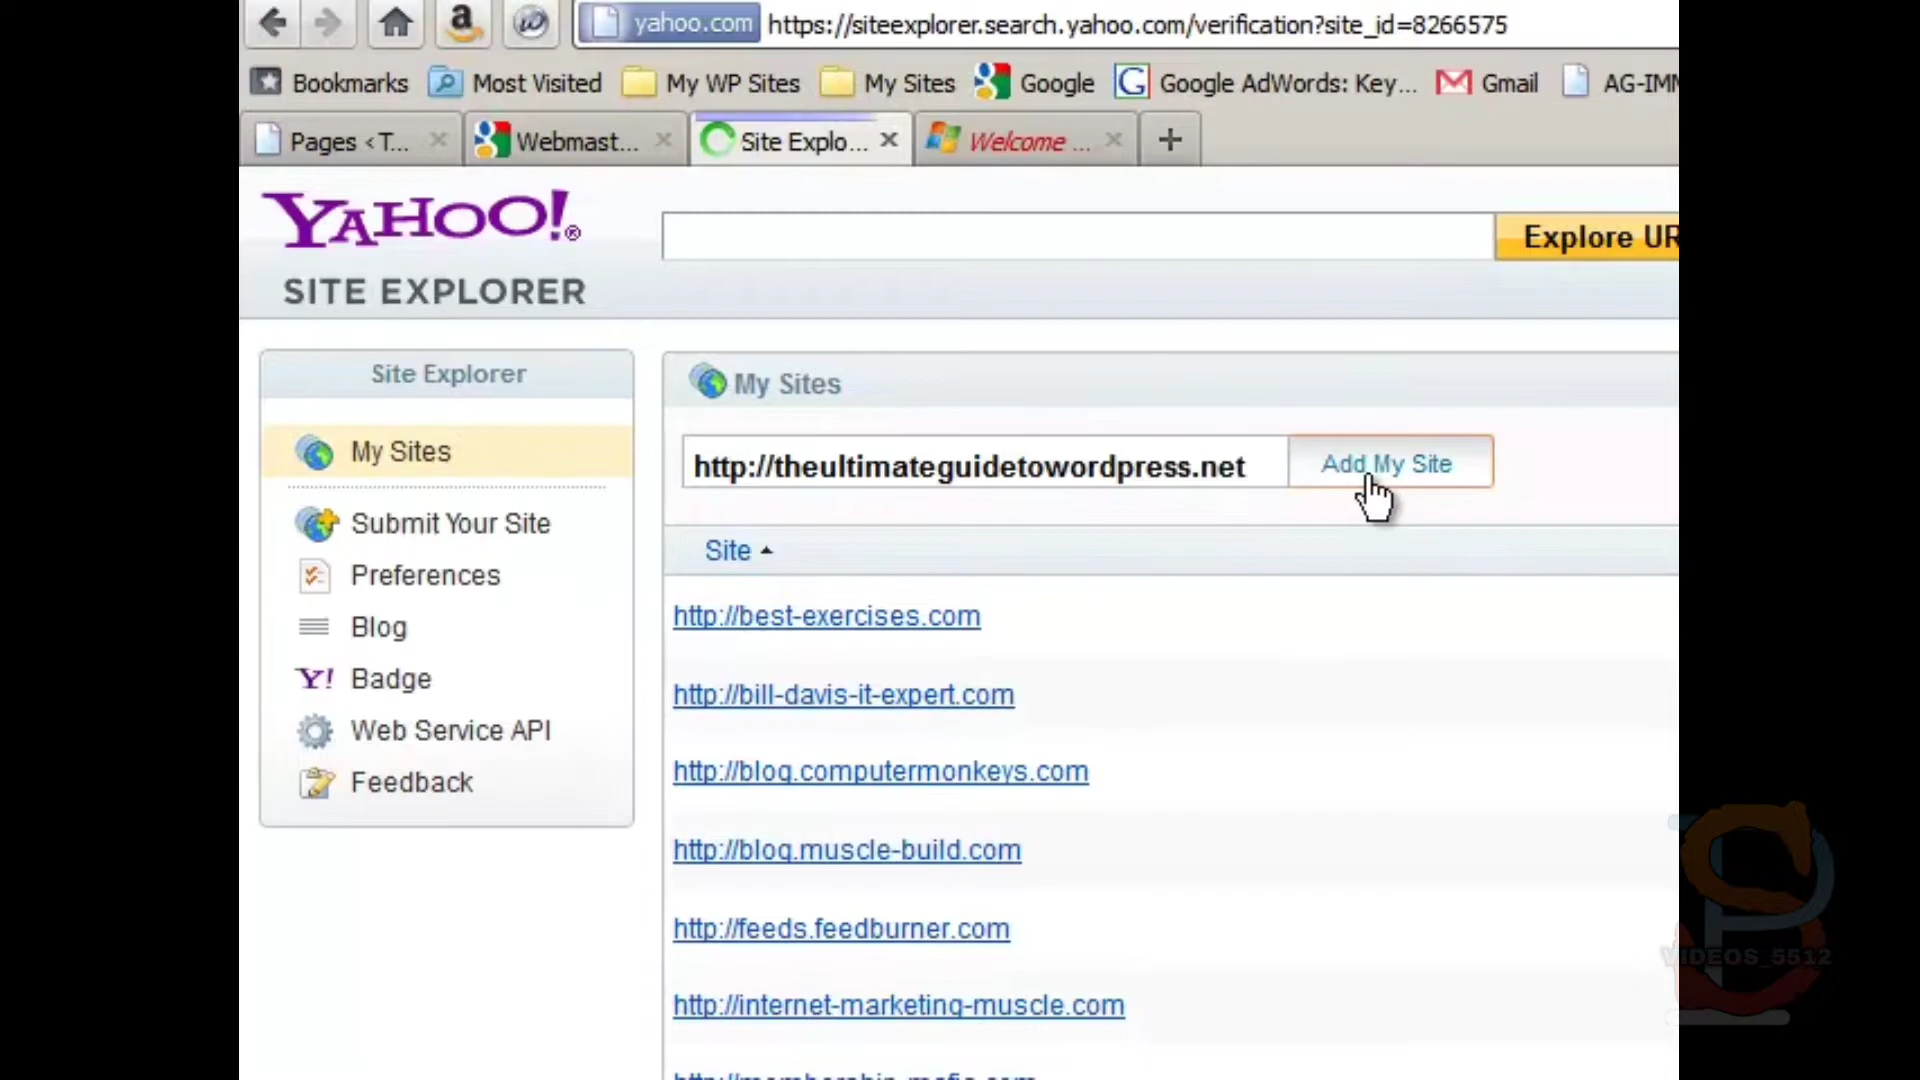 yahoo.com https://siteexplorer.search.yahoo.com/verification?site_id=8266575
Bookmarks Most Visited My WP Sites My Sites Google Google AdWords: Key... Gmail AG-IMM
Pages < T... Webmast... Site Explo... Welcome ...
YAHOO!®
SITE EXPLORER
Explore UR
Site Explorer
My Sites
Submit Your Site
Preferences
Blog
Badge
Web Service API
Feedback
My Sites
http://theultimateguidetowordpress.net Add My Site
Site
http://best-exercises.com
http://bill-davis-it-expert.com
http://blog.computermonkeys.com
http://blog.muscle-build.com
http://feeds.feedburner.com
http://internet-marketing-muscle.com
VIDEOS_5512